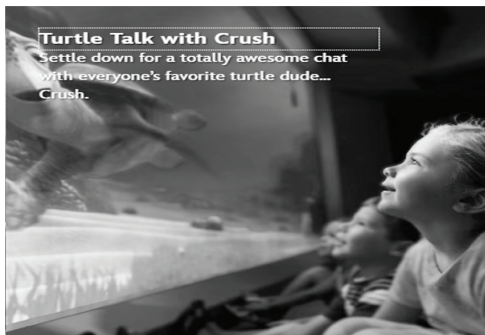 Turtle Talk with Crush
Settle down for a totally awesome chat
with everyone's favorite turtle dude...
Crush.